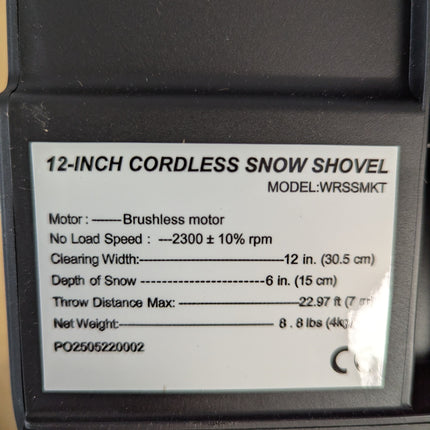 12-INCH CORDLESS SNOW SHOVEL
MODEL:WRSSMKT
Motor : ------- Brushless motor
No Load Speed : ---2300 ± 10% rpm
Clearing Width:------------------------------12 in. (30.5 cm)
Depth of Snow -------------------------6 in. (15 cm)
Throw Distance Max: -------------------------22.97 ft (7
Net Weight:--------------------------------- 8 . 8 lbs (4kg)
PO2505220002
CE